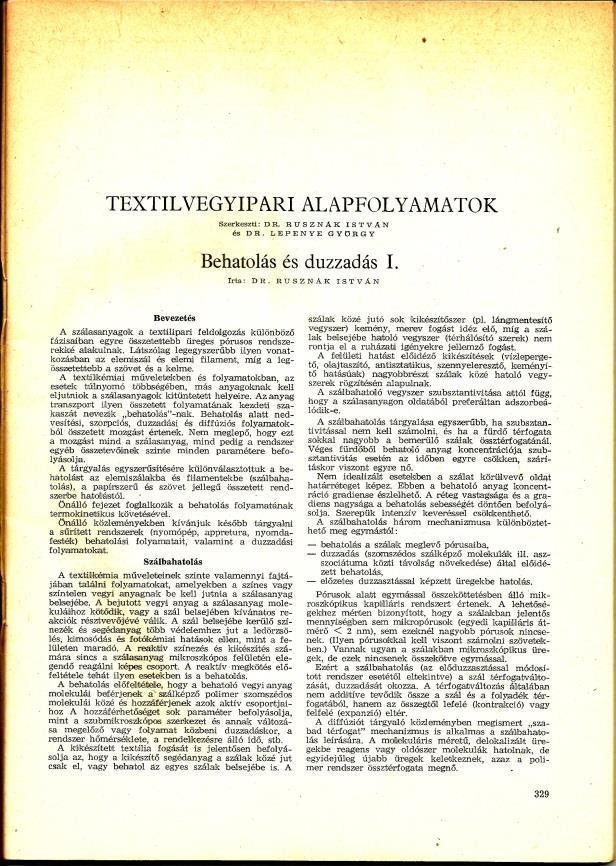 TEXTILVEGYIPARI ALAPFOLYAMATOK
Szerkeszti: DR. RUSZNÁK ISTVÁN
és DR. LEPENYE GYÖRGY
Behatolás és duzzadás I.
Írta: DR. RUSZNÁK ISTVÁN
Bevezetés
A szálasanyagok a textilipari feldolgozás különböző
fázisaiban egyre összetettebb üreges pórusos rendsze-
rekké alakulnak. Látszólag legegyszerűbb ilyen vonat-
kozásban az elemiszál és elemi filament, míg a leg-
összetettebb a szövet és a kelme.
A textilkémiai műveletekben és folyamatokban, az
esetek túlnyomó többségében, más anyagoknak kell
eljutniok a szálasanyagok kitüntetett helyeire. Az anyag
transzport ilyen összetett folyamatának kezdeti sza-
kaszát nevezik „behatolás"-nak. Behatolás alatt ned-
vesítési, szorpciós, duzzadási és diffúziós folyamatok-
ból összetett mozgást értenek. Nem meglepő, hogy ezt
a mozgást mind a szálasanyag, mind pedig a rendszer
egyéb összetevőinek szinte minden paramétere befo-
lyásolja.
A tárgyalás egyszerűsítésére különválasztottuk a be-
hatolást az elemiszálakba és filamentekbe (szálbaha-
tolás), a papírszerű és szövet jellegű összetett rend-
szerbe hatolástól.
Önálló fejezet foglalkozik a behatolás folyamatának
termokinetikus követésével.
Önálló közleményekben kívánjuk később tárgyalni
a sűrített rendszerek (nyomópép, appretura, nyomda-
festék) behatolási folyamatait, valamint a duzzadási
folyamatokat.
Szálbahatolás
A textilkémia műveleteinek szinte valamennyi fajtá-
jában találni folyamatokat, amelyekben a színes vagy
színtelen vegyi anyagnak be kell jutnia a szálasanyag
belsejébe. A bejutott vegyi anyag a szálasanyag mole-
kuláihoz kötődik, vagy a szál belsejében kívánatos re-
akciók résztvevőjévé válik. A szál belsejébe kerülő szí-
nezék és segédanyag több védelemhez jut a ledörzsö-
lés, kimosódás és fotókémiai hatások ellen, mint a fe-
lületen maradó. A reaktív színezés és kikészítés szá-
mára sincs a szálasanyag mikroszkópos felületén ele-
gendő reagálni képes csoport. A reaktív megkötés elő-
feltétele tehát ilyen esetekben is a behatolás.
A behatolás előfeltétele, hogy a behatoló vegyi anyag
molekulái beférjenek a szálképző polimer szomszédos
molekulái közé és hozzáférjenek azok aktív csoportjai-
hoz A hozzáférhetőséget sok paraméter befolyásolja,
mint a szubmikroszkópos szerkezet és annak változá-
sa megelőző vagy folyamat közbeni duzzadáskor, a
rendszer hőmérséklete, a rendelkezésre álló idő, stb.
A kikészített textília fogását is jelentősen befolyá-
solja az, hogy a kikészítő segédanyag a szálak közé jut
csak el, vagy behatol az egyes szálak belsejébe is. A
szálak közé jutó sok kikészítőszer (pl. lángmentesítő
vegyszer) kemény, merev fogást idéz elő, míg a szá-
lak belsejébe hatoló vegyszer (térhálósító szerek) nem
rontja el a ruházati igényekre jellemző fogást.
A felületi hatást előidéző kikészítések (vízleperge-
tő, olajtaszító, antisztatikus, szennyeleresztő, keményí-
tő hatásúak) nagyobbrészt szálak közé hatoló vegy-
szerek rögzítésén alapulnak.
A szálbahatoló vegyszer szubsztantivitása attól függ,
hogy a szálasanyagon oldatából preferáltan adszorbeá-
lódik-e.
A szálbahatolás tárgyalása egyszerűbb, ha szubsztan-
tivitással nem kell számolni, és ha a fürdő térfogata
sokkal nagyobb a bemerülő szálak össztérfogatánál.
Véges fürdőből behatoló anyag koncentrációja szub-
sztantivitás esetén az időben egyre csökken, szárí-
táskor viszont egyre nő.
Nem idealizált esetekben a szálat körülvevő oldat
határréteget képez. Ebben a behatoló anyag koncent-
ráció gradiense észlelhető. A réteg vastagsága és a gra-
diens nagysága a behatolás sebességét döntően befolyá-
solja. Szerepük intenzív keveréssel csökkenthető.
A szálbahatolás három mechanizmusa különböztet-
hető meg egymástól:
— behatolás a szálak meglevő pórusaiba,
— duzzadás (szomszédos szálképző molekulák ill. asz-
szociátuma közti távolság növekedése) által előidé-
zett behatolás,
— előzetes duzzasztással képzett üregekbe hatolás.
Pórusok alatt egymással összeköttetésben álló mik-
roszkópikus kapilláris rendszert értenek. A lehetősé-
gekhez mérten bizonyított, hogy a szálakban jelentős
mennyiségben sem mikropórusok (egyedi kapilláris át-
mérő < 2 nm), sem ezeknél nagyobb pórusok nincse-
nek. (Ilyen pórusokkal kell viszont számolni szövetek-
ben.) Vannak ugyan a szálakban mikroszkópikus üre-
gek, de ezek nincsenek összekötve egymással.
Ezért a szálbahatolás (az előduzzasztással módosí-
tott rendszer esetétől eltekintve) a szál térfogatválto-
zását, duzzadását okozza. A térfogatváltozás általában
nem additíve tevődik össze a szál és a folyadék tér-
fogatából, hanem az összegtől lefelé (kontrakció) vagy
felfelé (expanzió) eltér.
A diffúziót tárgyaló közleményben megismert „sza-
bad térfogat" mechanizmus is alkalmas a szálbahato-
lás leírására. A molekuláris méretű, delokalizált üre-
gekbe reagens vagy oldószer molekulák hatolnak, de
egyidejűleg újabb üregek keletkeznek, azaz a poli-
mer rendszer össztérfogata megnő.
329